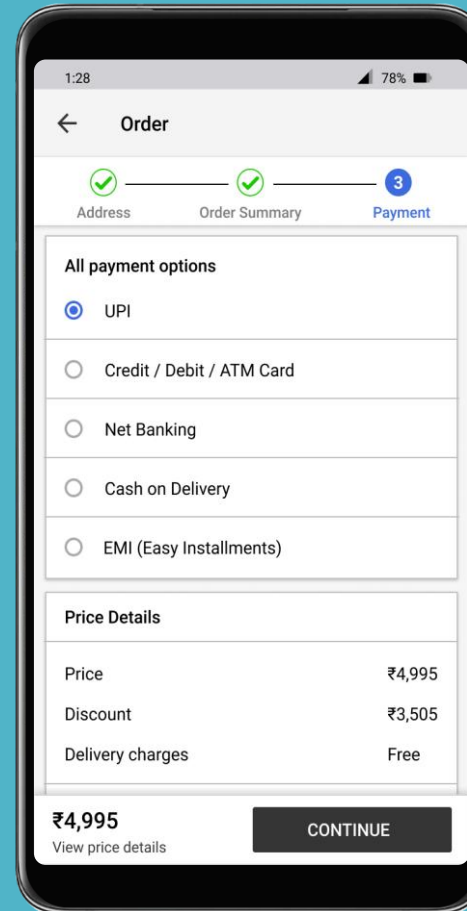 1:28 78%
Order
3
Address Order Summary Payment
All payment options
UPI
Credit / Debit / ATM Card
Net Banking
Cash on Delivery
EMI (Easy Installments)
Price Details
Price ₹4,995
Discount ₹3,505
Delivery charges Free
₹4,995
View price details
CONTINUE